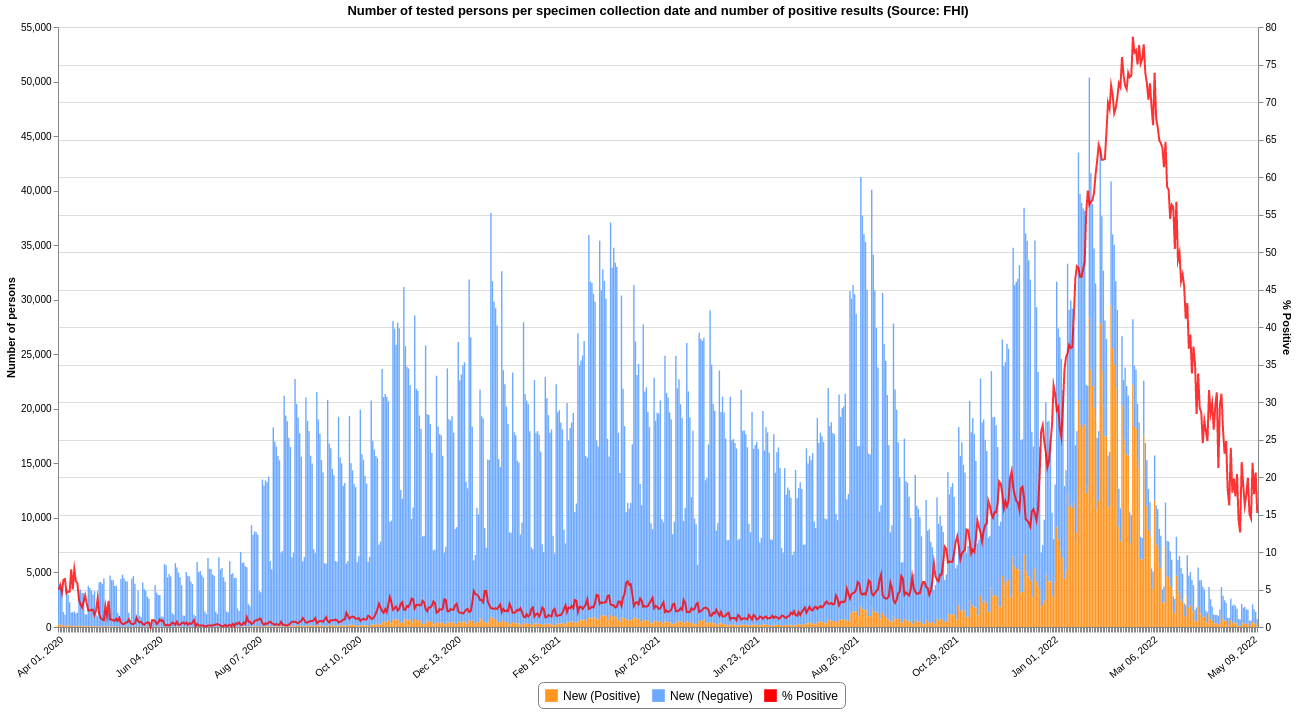 Number of tested persons per specimen collection date and number of positive results (Source: FHI)
55,000
50,000
45,000
40,000
35,000
30,000
25,000
20,000
15,000
10,000
5,000
0
Number of persons
80
75
70
65
60
55
50
45
40
35
30
25
20
15
10
5
0
% Positive
Apr 01, 2020
Jun 04, 2020
Aug 07, 2020
Oct 10, 2020
Dec 13, 2020
Feb 15, 2021
Apr 20, 2021
Jun 23, 2021
Aug 26, 2021
Oct 29, 2021
Jan 01, 2022
Mar 06, 2022
May 09, 2022
New (Positive) New (Negative) % Positive